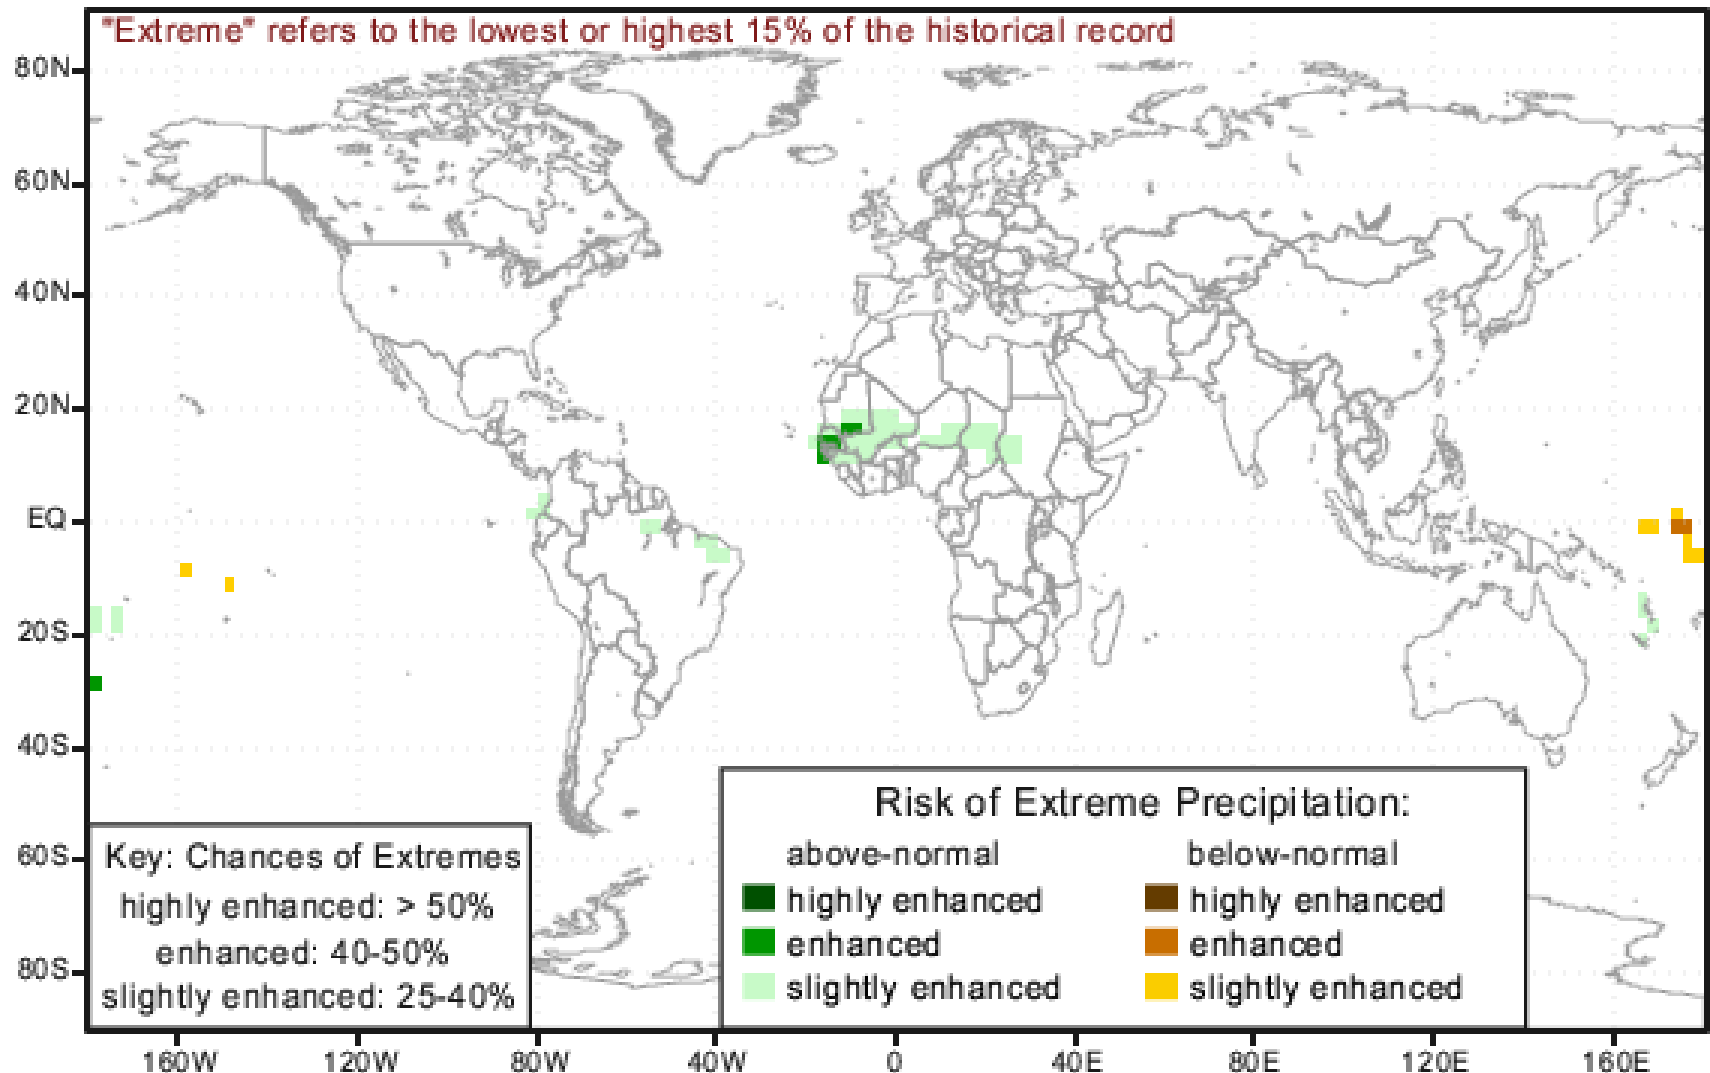 "Extreme" refers to the lowest or highest 15% of the historical record
80N
60N
40N
20N
EQ
20S
40S
60S
80S
Key: Chances of Extremes
highly enhanced: > 50%
enhanced: 40-50%
slightly enhanced: 25-40%
Risk of Extreme Precipitation:
above-normal below-normal
highly enhanced highly enhanced
enhanced enhanced
slightly enhanced slightly enhanced
160W 120W 80W 40W 0 40E 80E 120E 160E